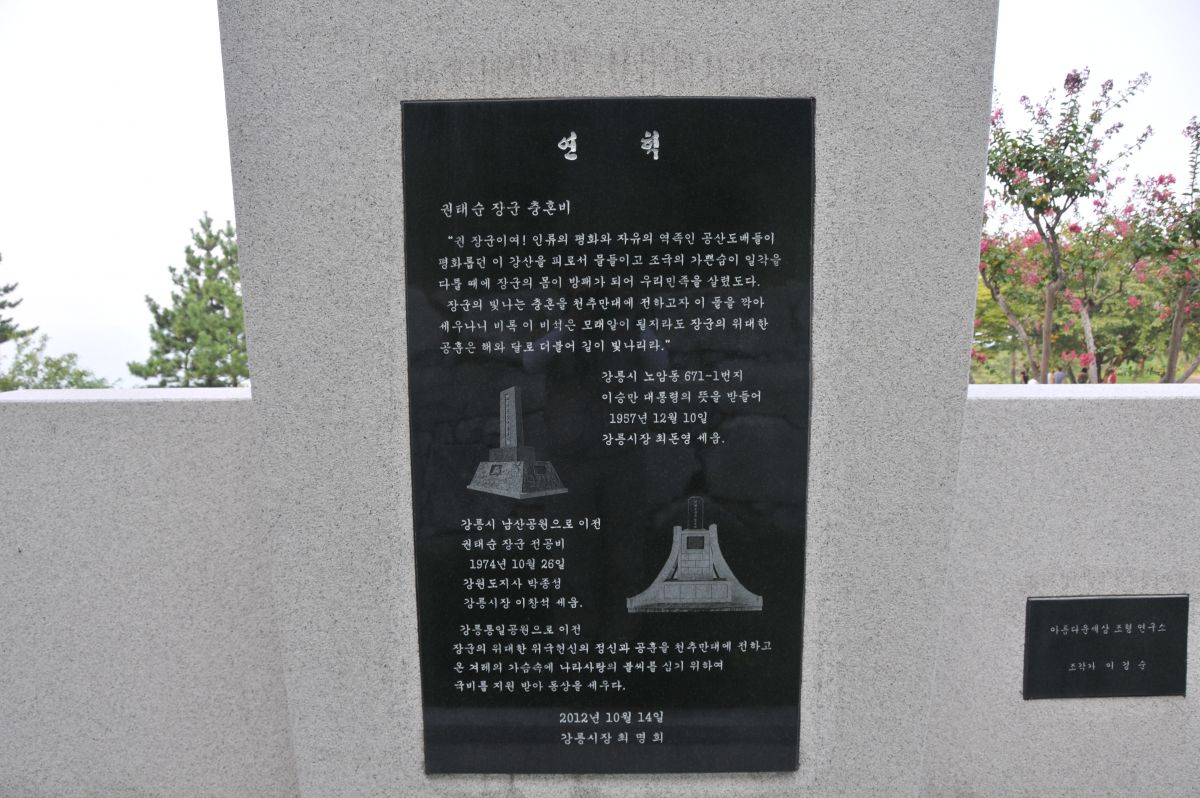 연 혁
권태순 장군 충혼비
"권 장군이여! 인류의 평화와 자유의 역적인 공산도배들이
평화롭던 이 강산을 피로서 물들이고 조국의 가쁜숨이 일각을
다툴 때에 장군의 몸이 방패가 되어 우리민족을 살렸도다.
장군의 빛나는 충혼을 천추만대에 전하고자 이 돌을 깎아
세우나니 비록 이 비석은 모래알이 될지라도 장군의 위대한
공훈은 해와 달로 더불어 길이 빛나리라."
강릉시 노암동 671-1번지
이승만 대통령의 뜻을 받들어
1957년 12월 10일
강릉시장 최돈영 세움.
강릉시 남산공원으로 이전
권태순 장군 전공비
1974년 10월 26일
강원도지사 박종성
강릉시장 이창석 세움.
강릉통일공원으로 이전
장군의 위대한 위국헌신의 정신과 공훈을 천추만대에 전하고
온 겨레의 가슴속에 나라사랑의 불씨를 심기 위하여
국비를 지원 받아 동상을 세우다.
2012년 10월 14일
강릉시장 최 명 희
아름다운세상 조형 연구소
조각가 이 경 순